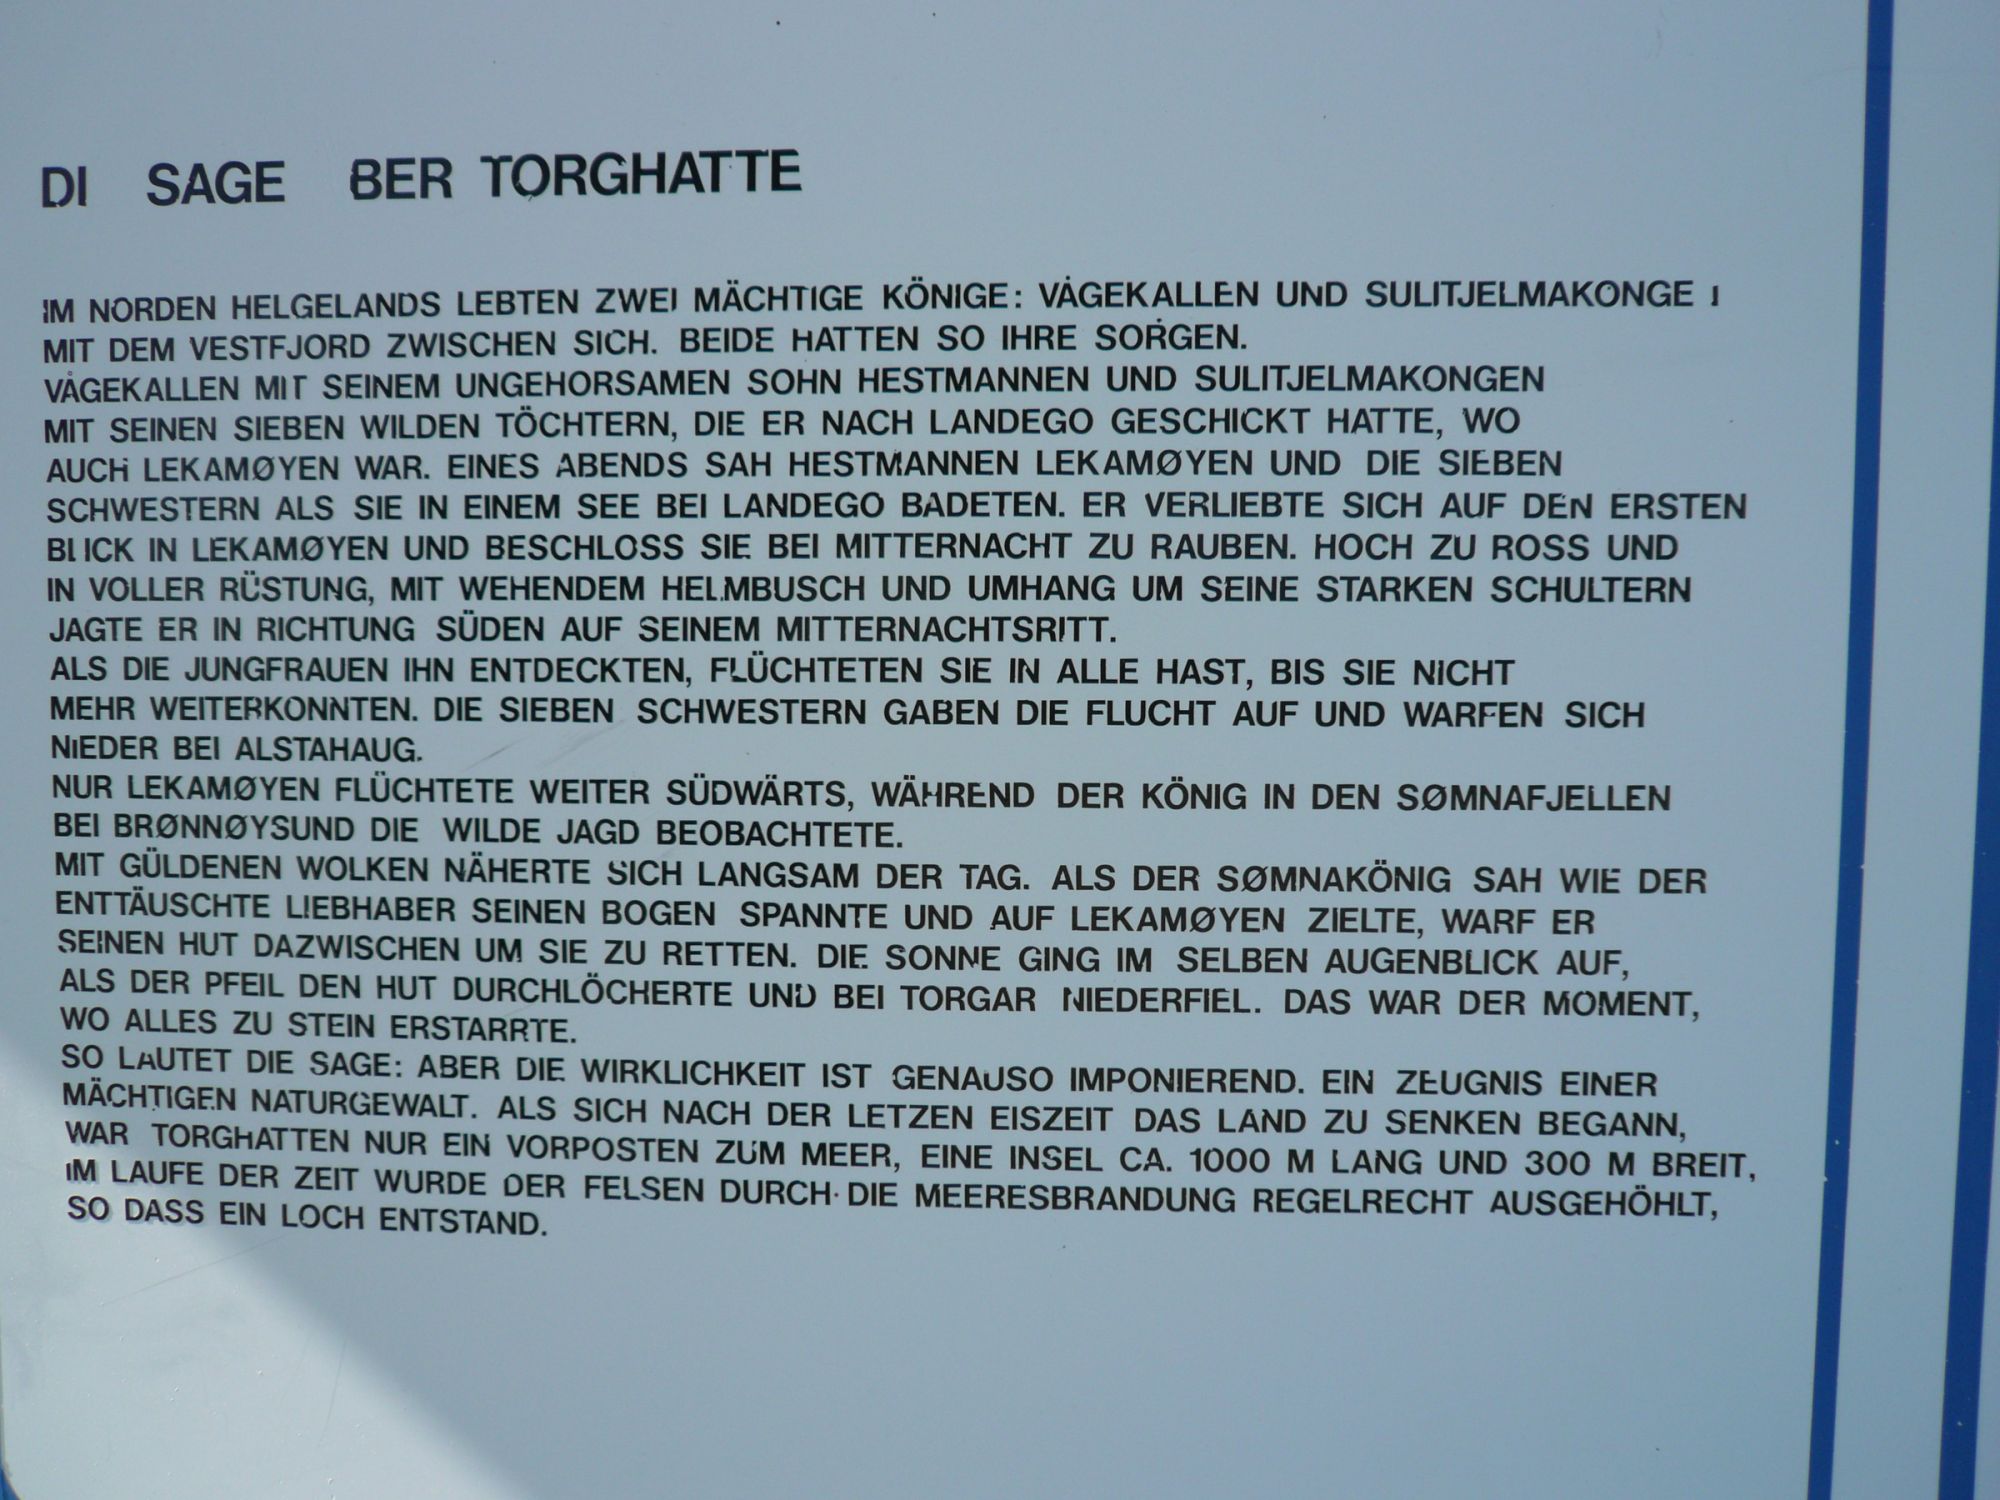 DI SAGE BER TORGHATTE
IM NORDEN HELGELANDS LEBTEN ZWEI MÄCHTIGE KÖNIGE: VÅGEKALLEN UND SULITJELMAKONGE
MIT DEM VESTFJORD ZWISCHEN SICH. BEIDE HATTEN SO IHRE SORGEN.
VÅGEKALLEN MIT SEINEM UNGEHORSAMEN SOHN HESTMANNEN UND SULITJELMAKONGEN
MIT SEINEN SIEBEN WILDEN TÖCHTERN, DIE ER NACH LANDEGO GESCHICKT HATTE, WO
AUCH LEKAMØYEN WAR. EINES ABENDS SAH HESTMANNEN LEKAMØYEN UND DIE SIEBEN
SCHWESTERN ALS SIE IN EINEM SEE BEI LANDEGO BADETEN. ER VERLIEBTE SICH AUF DEN ERSTEN
BLICK IN LEKAMØYEN UND BESCHLOSS SIE BEI MITTERNACHT ZU RAUBEN. HOCH ZU ROSS UND
IN VOLLER RÜSTUNG, MIT WEHENDEM HELMBUSCH UND UMHANG UM SEINE STARKEN SCHULTERN
JAGTE ER IN RICHTUNG SÜDEN AUF SEINEM MITTERNACHTSRITT.
ALS DIE JUNGFRAUEN IHN ENTDECKTEN, FLÜCHTETEN SIE IN ALLE HAST, BIS SIE NICHT
MEHR WEITERKONNTEN. DIE SIEBEN SCHWESTERN GABEN DIE FLUCHT AUF UND WARFEN SICH
NIEDER BEI ALSTAHAUG.
NUR LEKAMØYEN FLÜCHTETE WEITER SÜDWÄRTS, WÄHREND DER KÖNIG IN DEN SØMNAFJELLEN
BEI BRØNNØYSUND DIE WILDE JAGD BEOBACHTETE.
MIT GÜLDENEN WOLKEN NÄHERTE SICH LANGSAM DER TAG. ALS DER SØMNAKÖNIG SAH WIE DER
ENTTÄUSCHTE LIEBHABER SEINEN BOGEN SPANNTE UND AUF LEKAMØYEN ZIELTE, WARF ER
SEINEN HUT DAZWISCHEN UM SIE ZU RETTEN. DIE SONNE GING IM SELBEN AUGENBLICK AUF,
ALS DER PFEIL DEN HUT DURCHLÖCHERTE UND BEI TORGAR NIEDERFIEL. DAS WAR DER MOMENT,
WO ALLES ZU STEIN ERSTARRTE.
SO LAUTET DIE SAGE: ABER DIE WIRKLICHKEIT IST GENAUSO IMPONIEREND. EIN ZEUGNIS EINER
MÄCHTIGEN NATURGEWALT. ALS SICH NACH DER LETZEN EISZEIT DAS LAND ZU SENKEN BEGANN,
WAR TORGHATTEN NUR EIN VORPOSTEN ZUM MEER, EINE INSEL CA. 1000 M LANG UND 300 M BREIT,
IM LAUFE DER ZEIT WURDE DER FELSEN DURCH DIE MEERESBRANDUNG REGELRECHT AUSGEHÖHLT,
SO DASS EIN LOCH ENTSTAND.